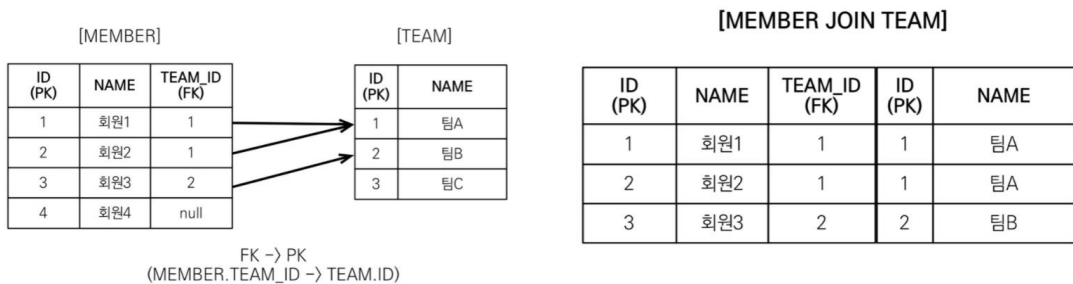 [MEMBER]
ID (PK) NAME TEAM_ID (FK)
1 회원1 1
2 회원2 1
3 회원3 2
4 회원4 null
[TEAM]
ID (PK) NAME
1 팀A
2 팀B
3 팀C
FK -> PK
(MEMBER.TEAM_ID -> TEAM.ID)
[MEMBER JOIN TEAM]
ID (PK) NAME TEAM_ID (FK) ID (PK) NAME
1 회원1 1 1 팀A
2 회원2 1 1 팀A
3 회원3 2 2 팀B